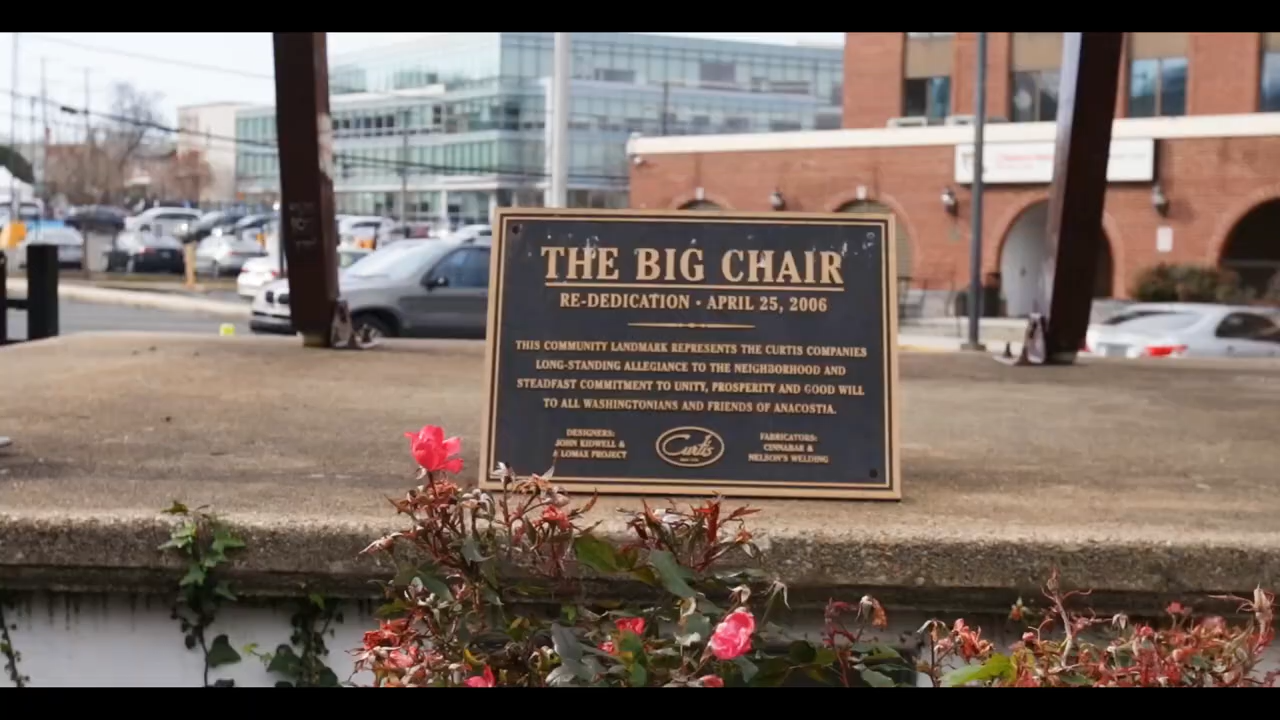 THE BIG CHAIR
RE-DEDICATION • APRIL 25, 2006
THIS COMMUNITY LANDMARK REPRESENTS THE CURTIS COMPANIES
LONG-STANDING ALLEGIANCE TO THE NEIGHBORHOOD AND
STEADFAST COMMITMENT TO UNITY, PROSPERITY AND GOOD WILL
TO ALL WASHINGTONIANS AND FRIENDS OF ANACOSTIA.
DESIGNERS:
JOHN KIDWELL &
LOMAX PROJECT
Curtis
FABRICATORS:
CINNABAR &
NELSON'S WELDING